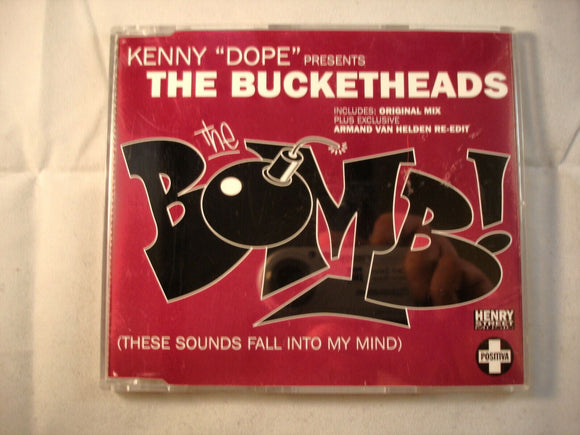 KENNY "DOPE" PRESENTS
THE BUCKETHEADS
INCLUDES: ORIGINAL MIX
PLUS EXCLUSIVE
ARMAND VAN HELDEN RE-EDIT
the
BOMB!
(THESE SOUNDS FALL INTO MY MIND)
HENRY
STREET
POSITIVA